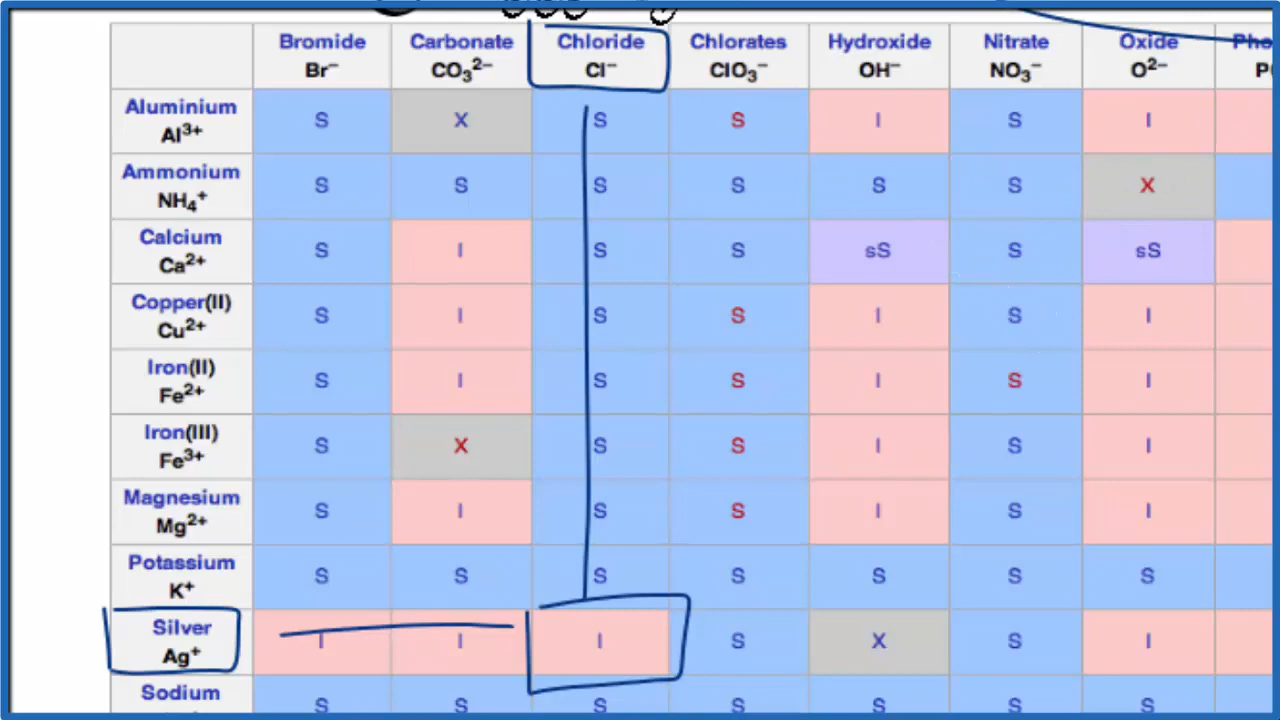 Bromide Carbonate Chloride Chlorates Hydroxide Nitrate Oxide
Br⁻ CO₃²⁻ Cl⁻ ClO₃⁻ OH⁻ NO₃⁻ O²⁻
Aluminium
Al³⁺ S X S S I S I
Ammonium
NH₄⁺ S S S S S S X
Calcium
Ca²⁺ S I S S sS S sS
Copper(II)
Cu²⁺ S I S S I S I
Iron(II)
Fe²⁺ S I S S I S I
Iron(III)
Fe³⁺ S X S S I S I
Magnesium
Mg²⁺ S I S S I S I
Potassium
K⁺ S S S S S S S
Silver
Ag⁺ I I I S X S I
Sodium
S S S S S S S